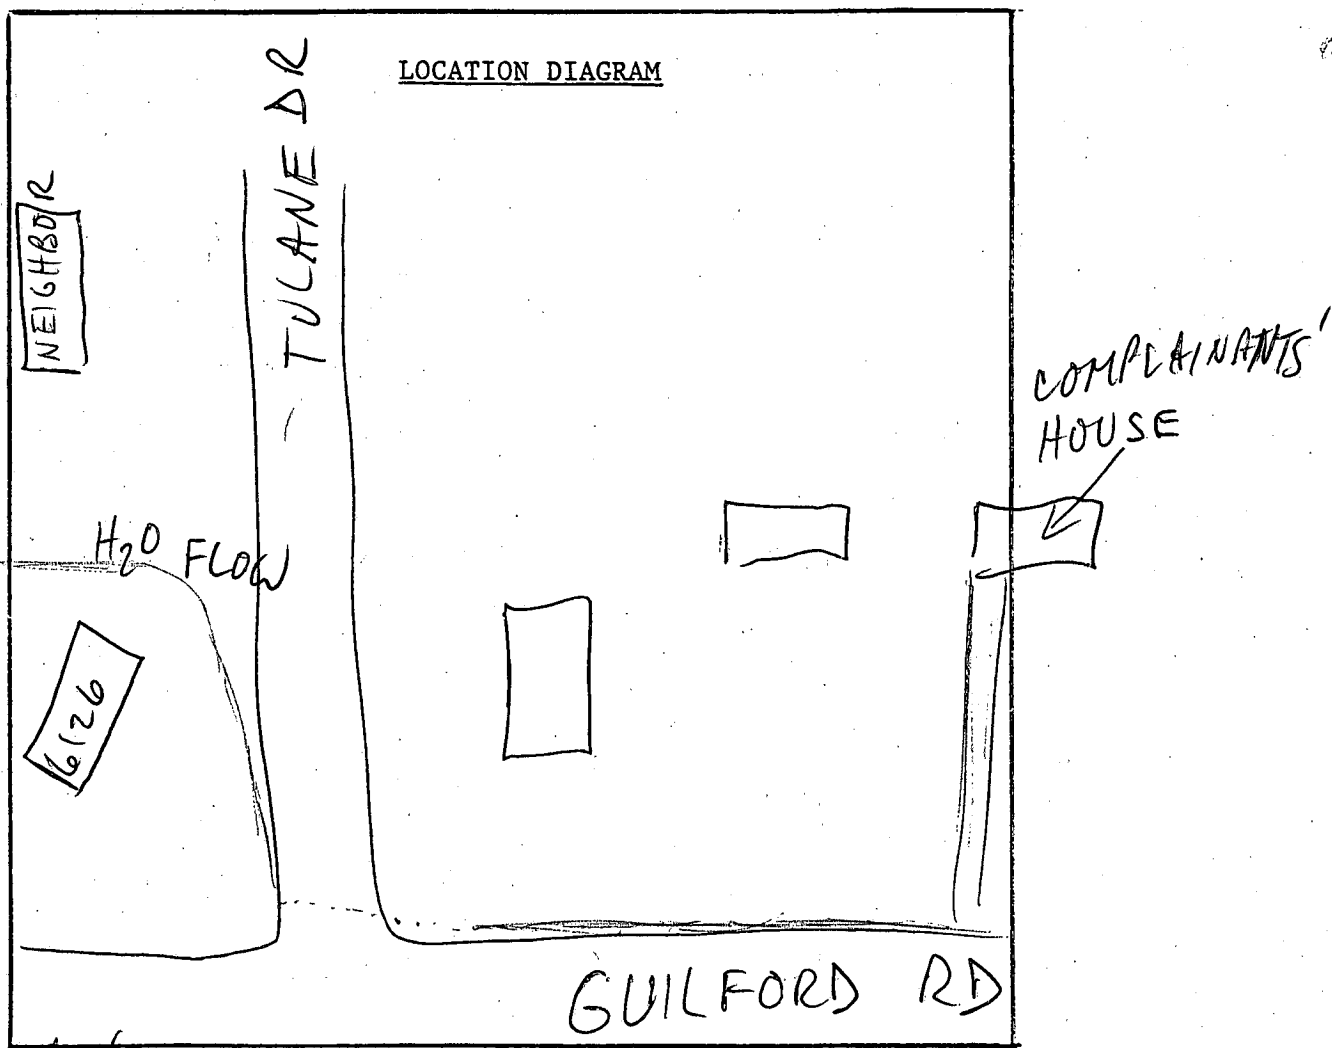 LOCATION DIAGRAM
TULANE DR
NEIGHBOR
COMPLAINANTS'
HOUSE
H2O FLOW
6126
GUILFORD RD